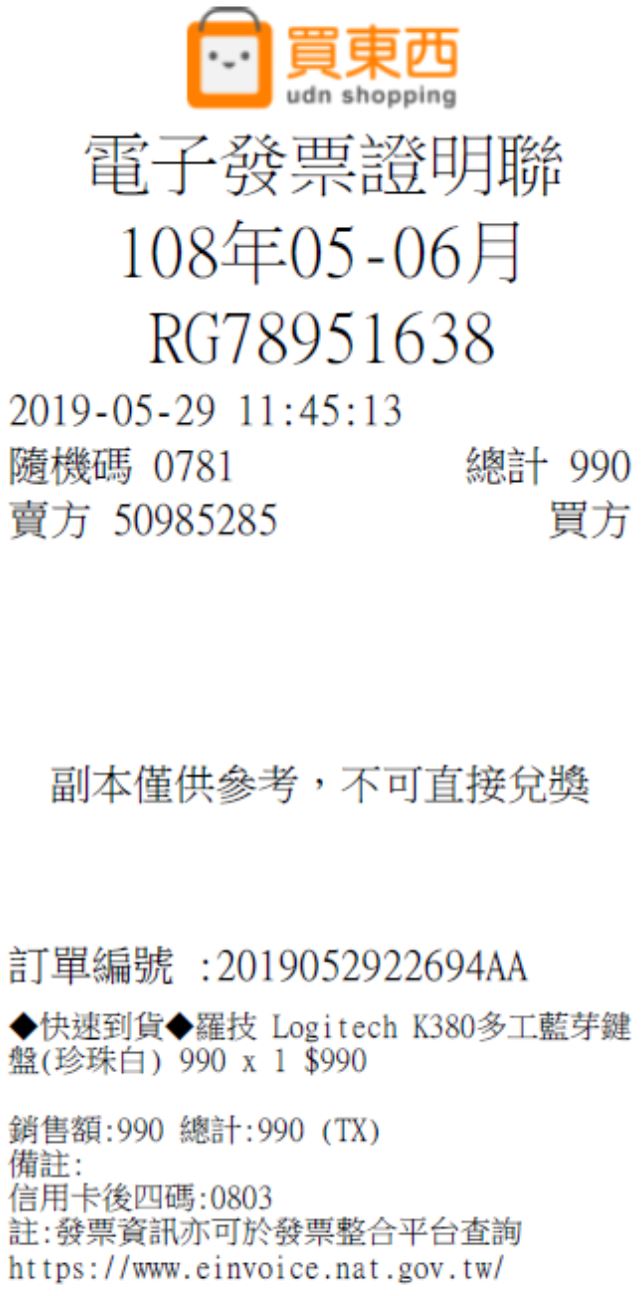 買東西
udn shopping
電子發票證明聯
108年05-06月
RG78951638
2019-05-29 11:45:13
隨機碼 0781 總計 990
賣方 50985285 買方
副本僅供參考，不可直接兌獎
訂單編號 :2019052922694AA
◆快速到貨◆羅技 Logitech K380多工藍芽鍵
盤(珍珠白) 990 x 1 $990
銷售額:990 總計:990 (TX)
備註:
信用卡後四碼:0803
註:發票資訊亦可於發票整合平台查詢
https://www.einvoice.nat.gov.tw/